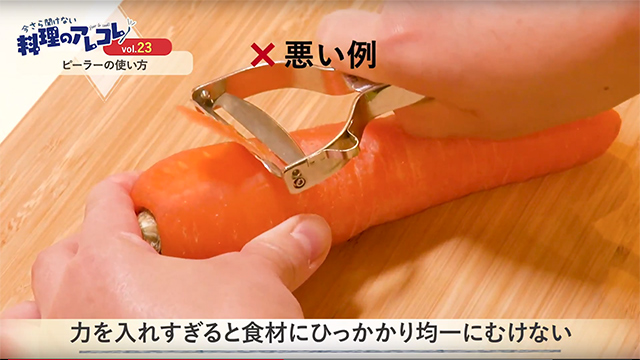 今さら聞けない
料理のアレコレ
vol.23
ピーラーの使い方
×悪い例
力を入れすぎると食材にひっかかり均一にむけない